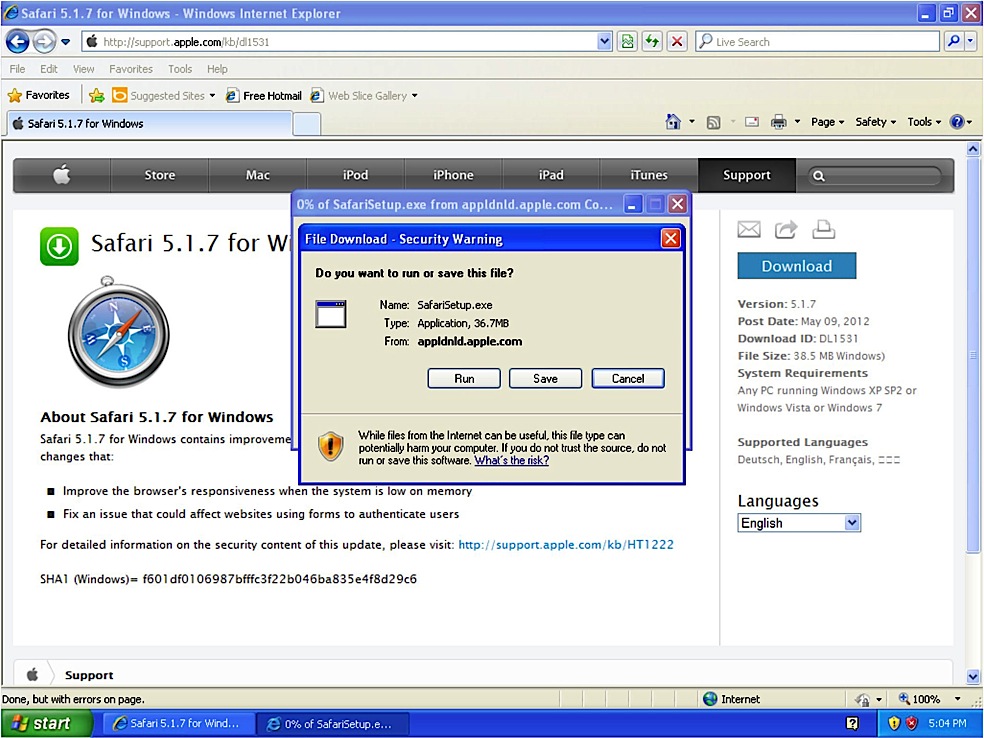 Safari 5.1.7 for Windows - Windows Internet Explorer
http://support.apple.com/kb/dl1531
Live Search
File Edit View Favorites Tools Help
Favorites Suggested Sites Free Hotmail Web Slice Gallery
Safari 5.1.7 for Windows
Page Safety Tools
Store Mac iPod iPhone iPad iTunes Support
0% of SafariSetup.exe from appldnld.apple.com Co...
Safari 5.1.7 for Wi
File Download - Security Warning
Do you want to run or save this file?
Name: SafariSetup.exe
Type: Application, 36.7MB
From: appldnld.apple.com
Run Save Cancel
While files from the Internet can be useful, this file type can
potentially harm your computer. If you do not trust the source, do not
run or save this software. What's the risk?
Download
Version: 5.1.7
Post Date: May 09, 2012
Download ID: DL1531
File Size: 38.5 MB Windows)
System Requirements
Any PC running Windows XP SP2 or
Windows Vista or Windows 7
Supported Languages
Deutsch, English, Français,
Languages
English
About Safari 5.1.7 for Windows
Safari 5.1.7 for Windows contains improveme
changes that:
Improve the browser's responsiveness when the system is low on memory
Fix an issue that could affect websites using forms to authenticate users
For detailed information on the security content of this update, please visit: http://support.apple.com/kb/HT1222
SHA1 (Windows)= f601df0106987bfffc3f22b046ba835e4f8d29c6
Support
Done, but with errors on page.
Internet
100%
start
Safari 5.1.7 for Wind...
0% of SafariSetup.e...
5:04 PM